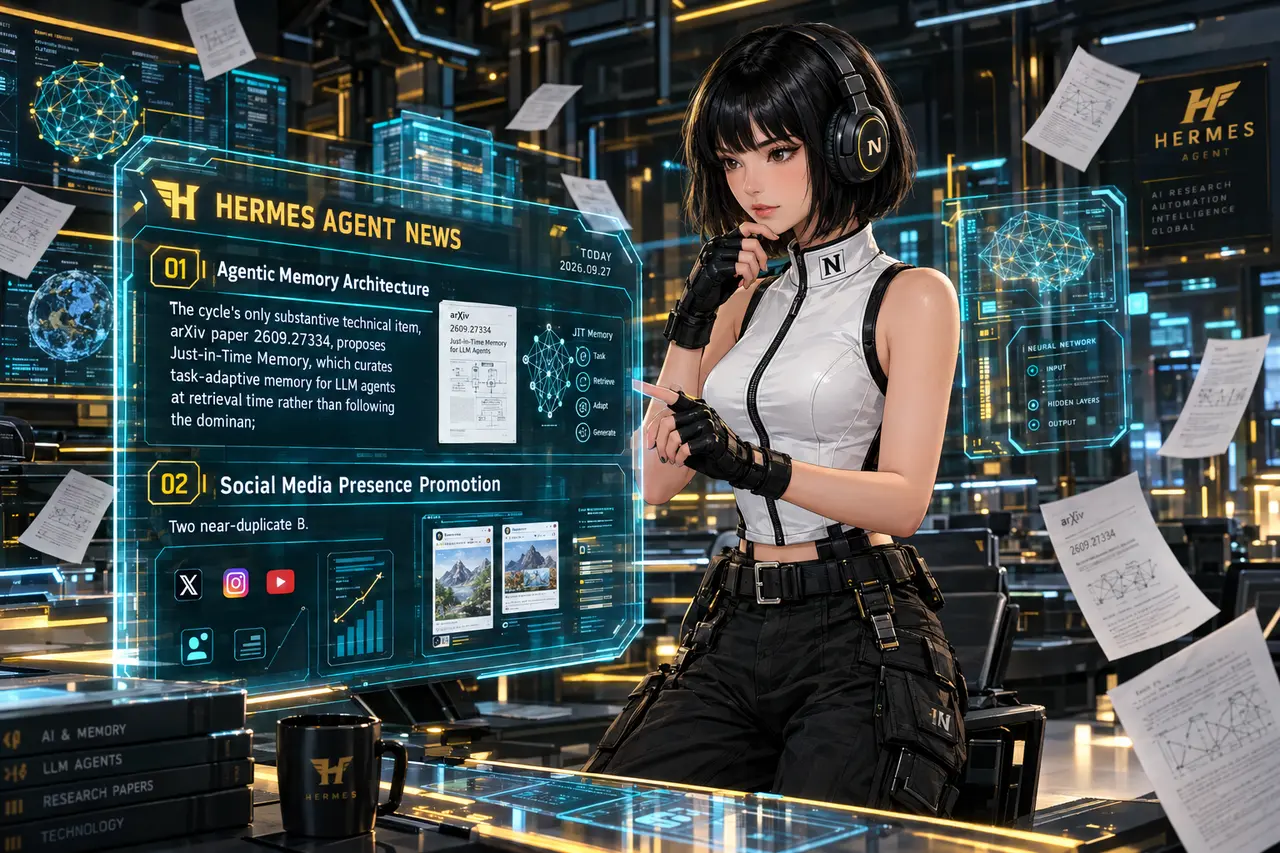 HERMES AGENT NEWS
TODAY
2026.09.27
01
Agentic Memory Architecture
The cycle's only substantive technical item,
arXiv paper 2609.27334, proposes
Just-in-Time Memory, which curates
task-adaptive memory for LLM agents
at retrieval time rather than following
the dominan;
arXiv
2609.27334
Just-in-Time Memory
for LLM Agents
JIT Memory
Task
Retrieve
Adapt
Generate
02
Social Media Presence Promotion
Two near-duplicate B.
N
N
N
HERMES
AGENT
AI RESEARCH
AUTOMATION
INTELLIGENCE
GLOBAL
NEURAL NETWORK
INPUT
HIDDEN LAYERS
OUTPUT
arXiv
2609.27334
AI & MEMORY
LLM AGENTS
RESEARCH PAPERS
TECHNOLOGY
HERMES